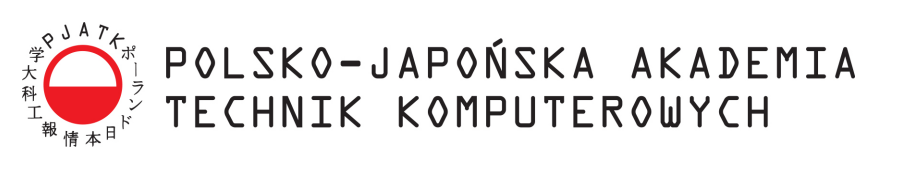 PJATK
ポーランド日本情報工科大学
POLSKO-JAPOŃSKA AKADEMIA
TECHNIK KOMPUTEROWYCH